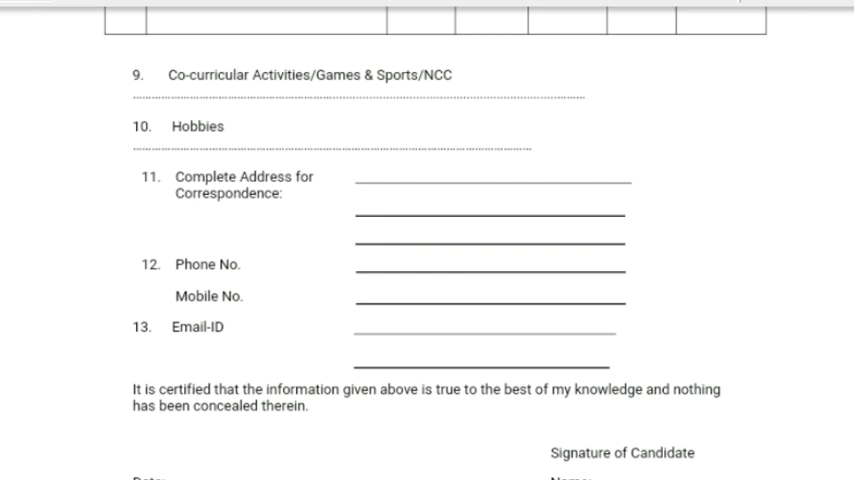 9. Co-curricular Activities/Games & Sports/NCC
10. Hobbies
11. Complete Address for
Correspondence:
12. Phone No.
Mobile No.
13. Email-ID
It is certified that the information given above is true to the best of my knowledge and nothing
has been concealed therein.
Signature of Candidate